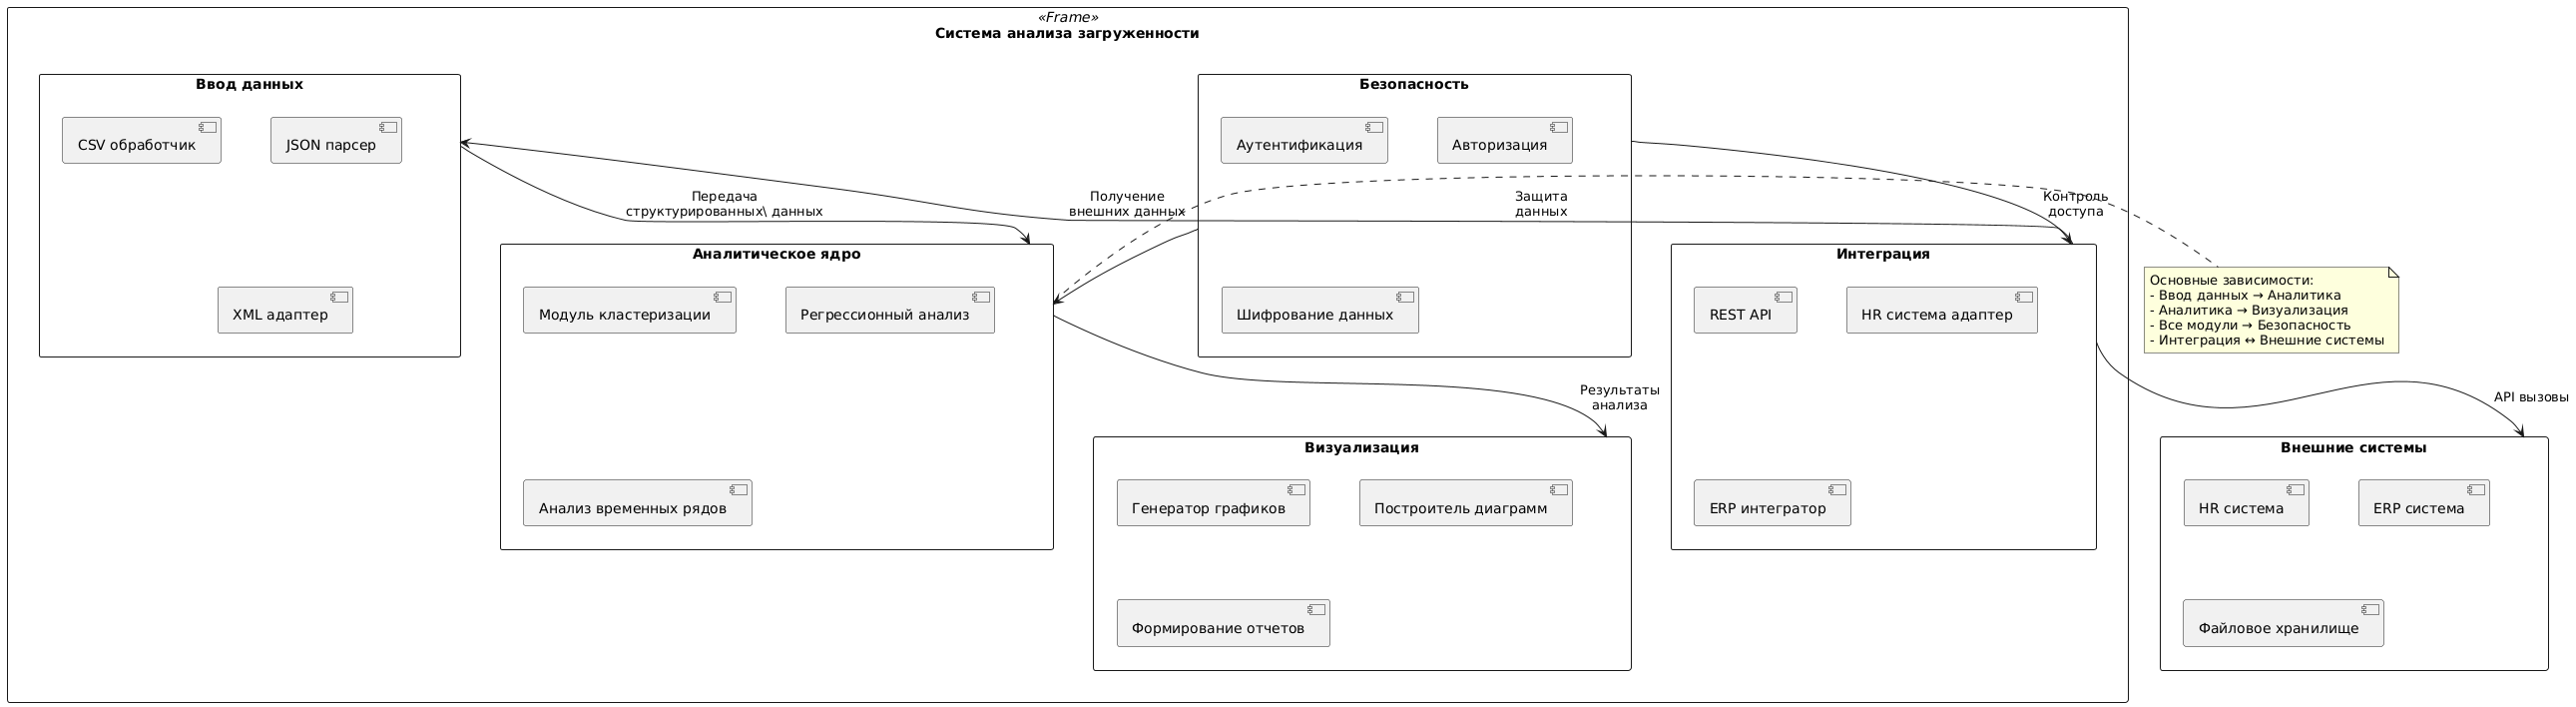 «Frame»
Система анализа загруженности
Ввод данных
CSV обработчик
JSON парсер
XML адаптер
Безопасность
Аутентификация
Авторизация
Шифрование данных
Передача
структурированных\ данных
Получение
внешних данных
Защита
данных
Контроль
доступа
Аналитическое ядро
Модуль кластеризации
Регрессионный анализ
Анализ временных рядов
Интеграция
REST API
HR система адаптер
ERP интегратор
Основные зависимости:
- Ввод данных → Аналитика
- Аналитика → Визуализация
- Все модули → Безопасность
- Интеграция ↔ Внешние системы
Результаты
анализа
API вызовы
Визуализация
Генератор графиков
Построитель диаграмм
Формирование отчетов
Внешние системы
HR система
ERP система
Файловое хранилище